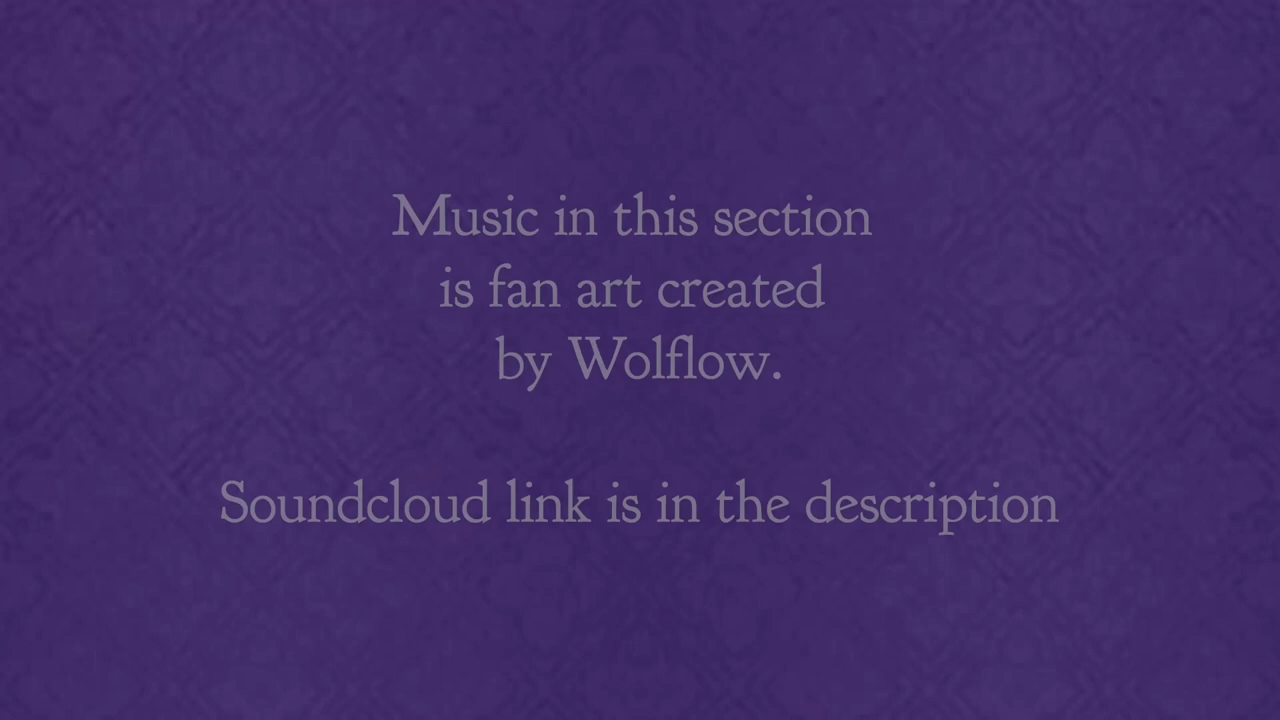 Music in this section
is fan art created
by Wolflow.
Soundcloud link is in the description